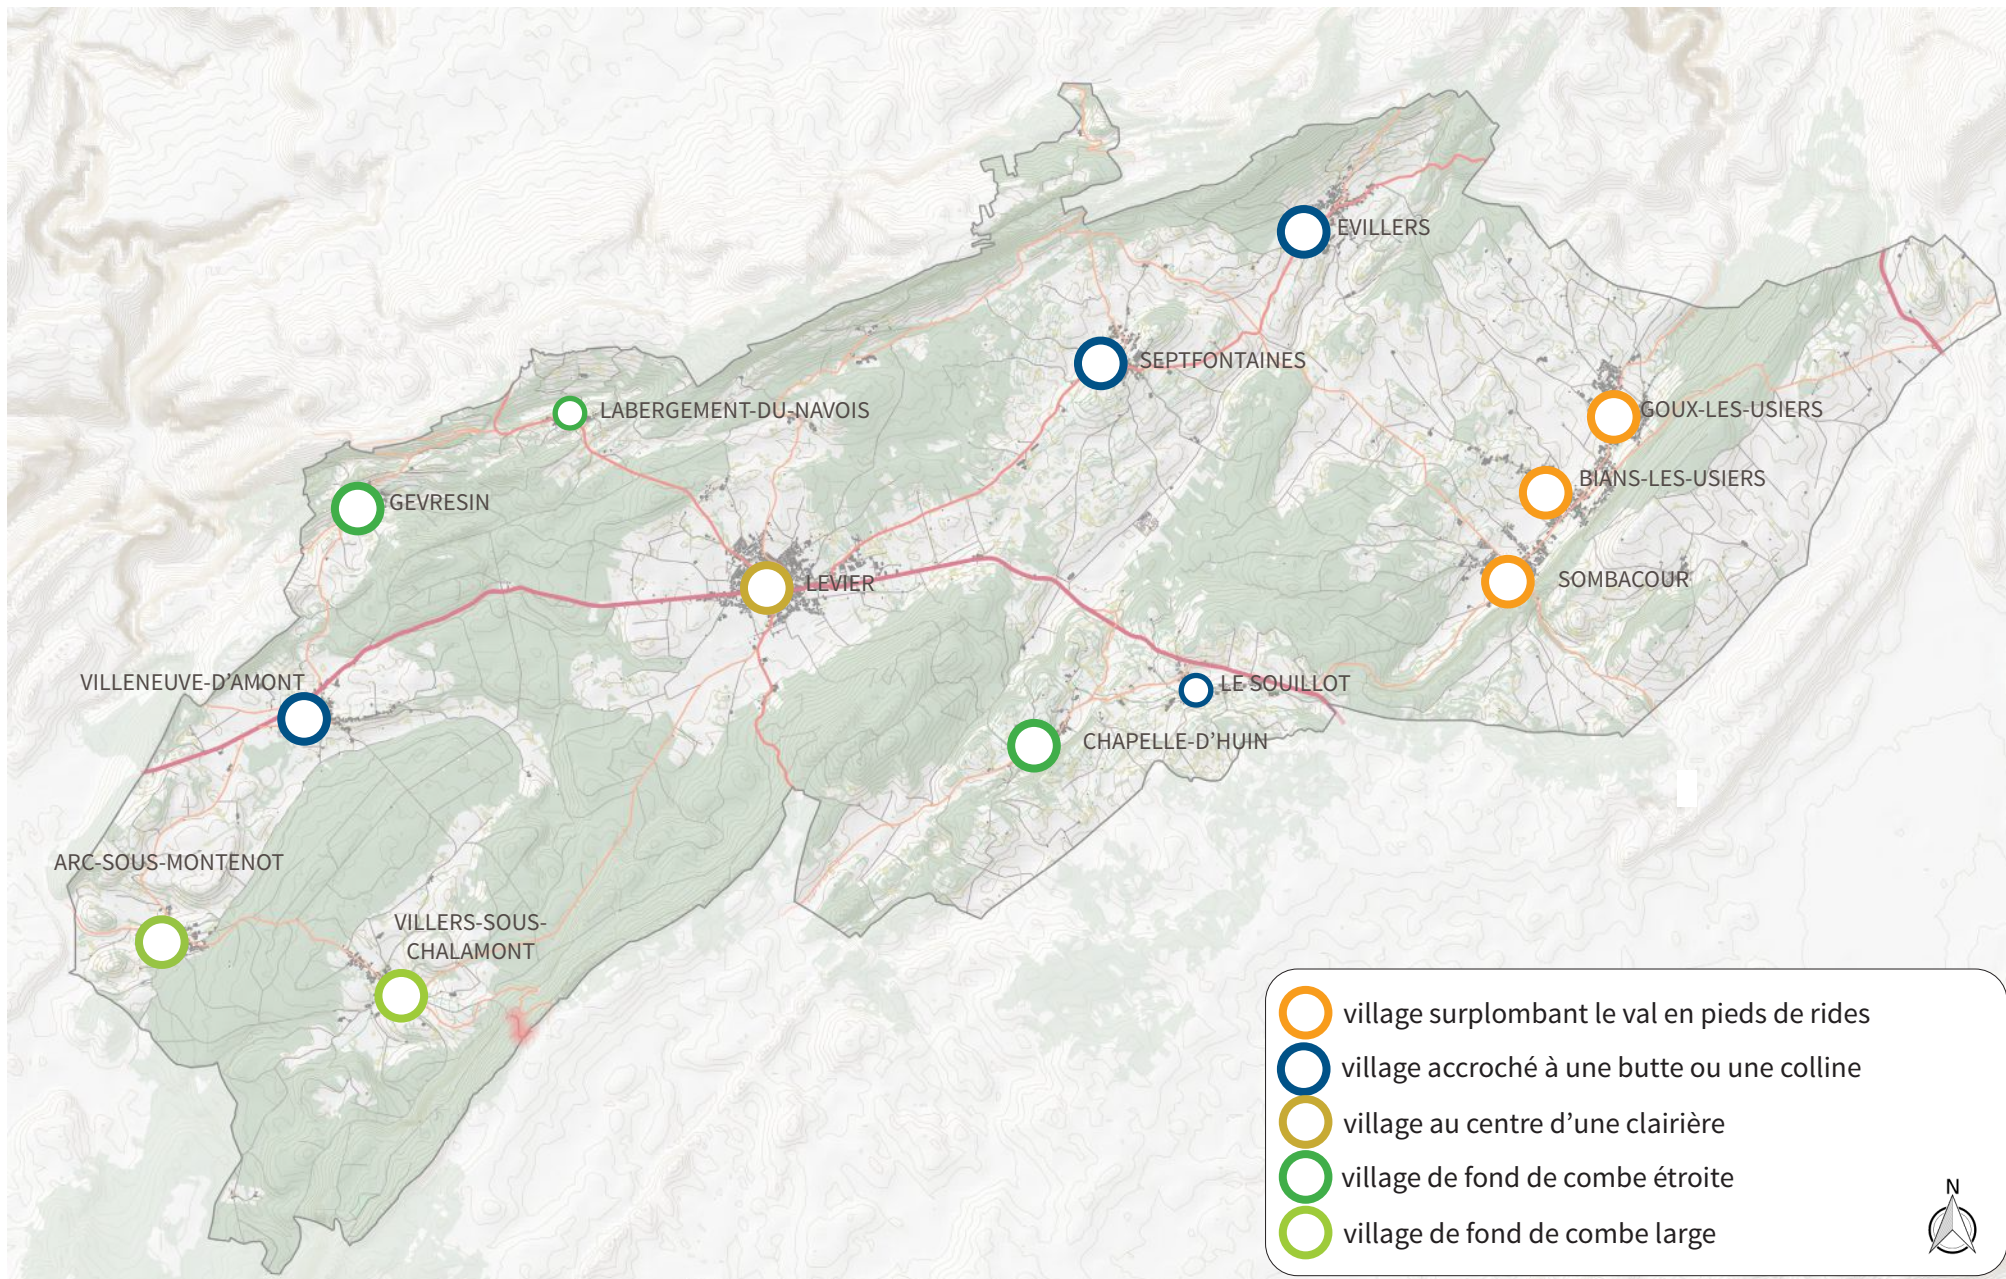 EVILLERS
SEPTFONTAINES
LABERGEMENT-DU-NAVOIS
GOUX-LES-USIERS
BIANS-LES-USIERS
GEVRESIN
LEVIER
SOMBACOUR
VILLENEUVE-D’AMONT
LE SOUILLOT
CHAPELLE-D’HUIN
ARC-SOUS-MONTENOT
VILLERS-SOUS-
CHALAMONT
village surplombant le val en pieds de rides
village accroché à une butte ou une colline
village au centre d’une clairière
village de fond de combe étroite
village de fond de combe large
N